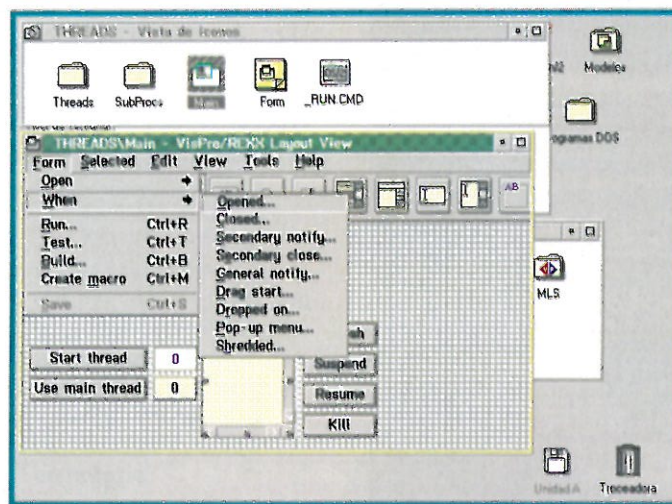 THREADS - Vista de iconos
Threads
SubProcs
Main
Form
_RUN.CMD
Modelos
Programas DOS
THREADS\Main - VisPro/REXX Layout View
Form Selected Edit View Tools Help
Open
When
Run... Ctrl+R
Test... Ctrl+T
Build... Ctrl+B
Create macro Ctrl+M
Save Ctrl+S
Opened...
Closed...
Secondary notify...
Secondary close...
General notify...
Drag start...
Dropped on...
Pop-up menu...
Shredded...
AB
MLS
Start thread 0
Use main thread 0
Suspend
Resume
Kill
Unidad A
Troceadora